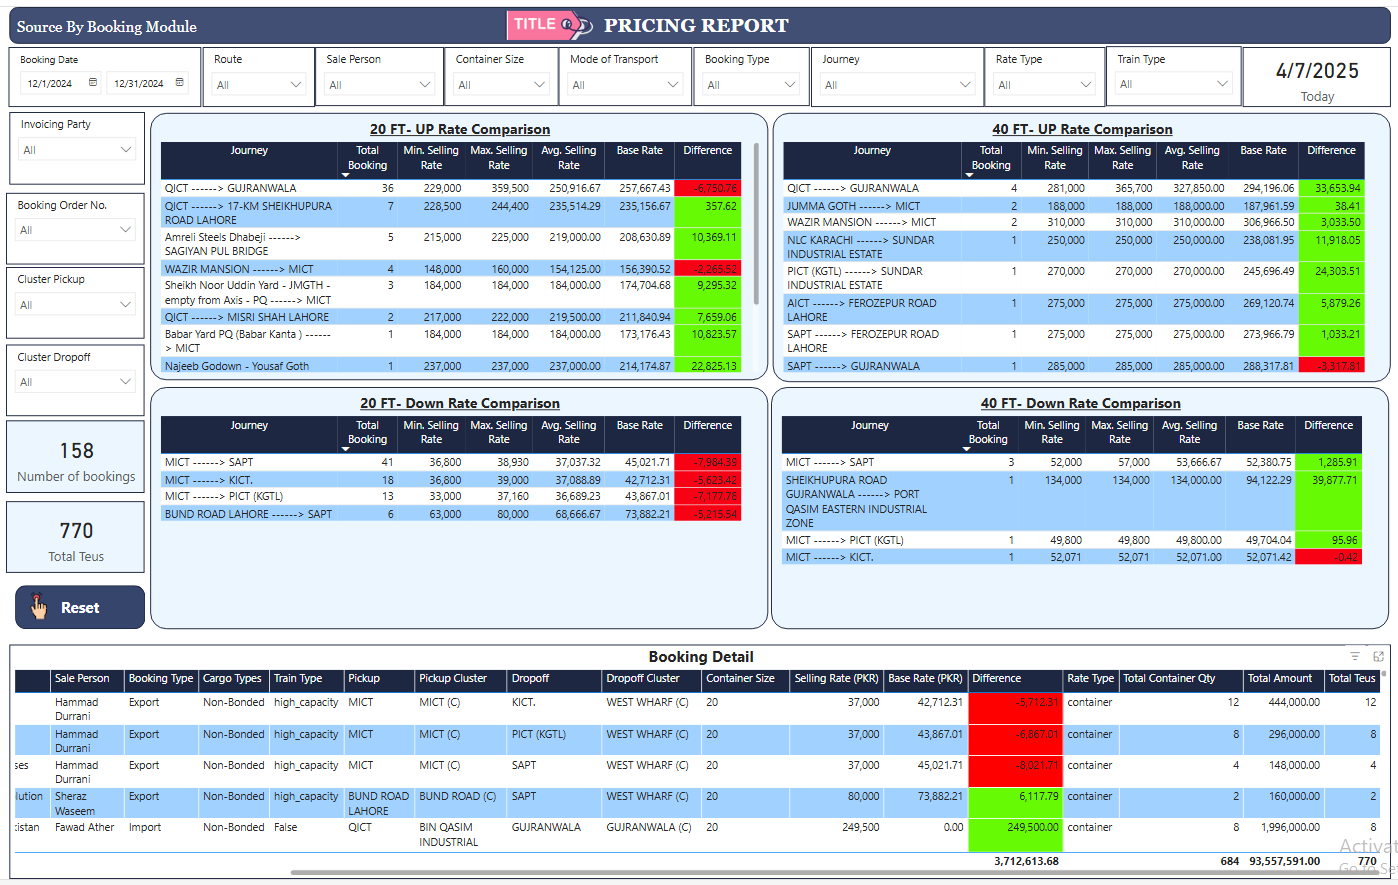 Source By Booking Module
TITLE PRICING REPORT
Booking Date
12/1/2024 12/31/2024
Route
All
Sale Person
All
Container Size
All
Mode of Transport
All
Booking Type
All
Journey
All
Rate Type
All
Train Type
All
4/7/2025
Today
Invoicing Party
All
Booking Order No.
All
Cluster Pickup
All
Cluster Dropoff
All
158
Number of bookings
770
Total Teus
Reset
20 FT- UP Rate Comparison
Journey Total Booking Min. Selling Rate Max. Selling Rate Avg. Selling Rate Base Rate Difference
QICT ------> GUJRANWALA 36 229,000 359,500 250,916.67 257,667.43 -6,750.76
QICT ------> 17-KM SHEIKHUPURA ROAD LAHORE 7 228,500 244,400 235,514.29 235,156.67 357.62
Amreli Steels Dhabeji ------> SAGIYAN PUL BRIDGE 5 215,000 225,000 219,000.00 208,630.89 10,369.11
WAZIR MANSION ------> MICT 4 148,000 160,000 154,125.00 156,390.52 -2,265.52
Sheikh Noor Uddin Yard - JMGTH - empty from Axis - PQ ------> MICT 3 184,000 184,000 184,000.00 174,704.68 9,295.32
QICT ------> MISRI SHAH LAHORE 2 217,000 222,000 219,500.00 211,840.94 7,659.06
Babar Yard PQ (Babar Kanta ) ------> MICT 1 184,000 184,000 184,000.00 173,176.43 10,823.57
Najeeb Godown - Yousaf Goth 1 237,000 237,000 237,000.00 214,174.87 22,825.13
40 FT- UP Rate Comparison
Journey Total Booking Min. Selling Rate Max. Selling Rate Avg. Selling Rate Base Rate Difference
QICT ------> GUJRANWALA 4 281,000 365,700 327,850.00 294,196.06 33,653.94
JUMMA GOTH ------> MICT 2 188,000 188,000 188,000.00 187,961.59 38.41
WAZIR MANSION ------> MICT 2 310,000 310,000 310,000.00 306,966.50 3,033.50
NLC KARACHI ------> SUNDAR INDUSTRIAL ESTATE 1 250,000 250,000 250,000.00 238,081.95 11,918.05
PICT (KGTL) ------> SUNDAR INDUSTRIAL ESTATE 1 270,000 270,000 270,000.00 245,696.49 24,303.51
AICT ------> FEROZEPUR ROAD LAHORE 1 275,000 275,000 275,000.00 269,120.74 5,879.26
SAPT ------> FEROZEPUR ROAD LAHORE 1 275,000 275,000 275,000.00 273,966.79 1,033.21
SAPT ------> GUJRANWALA 1 285,000 285,000 285,000.00 288,317.81 -3,317.81
20 FT- Down Rate Comparison
Journey Total Booking Min. Selling Rate Max. Selling Rate Avg. Selling Rate Base Rate Difference
MICT ------> SAPT 41 36,800 38,930 37,037.32 45,021.71 -7,984.39
MICT ------> KICT. 18 36,800 39,000 37,088.89 42,712.31 -5,623.42
MICT ------> PICT (KGTL) 13 33,000 37,160 36,689.23 43,867.01 -7,177.78
BUND ROAD LAHORE ------> SAPT 6 63,000 80,000 68,666.67 73,882.21 -5,215.54
40 FT- Down Rate Comparison
Journey Total Booking Min. Selling Rate Max. Selling Rate Avg. Selling Rate Base Rate Difference
MICT ------> SAPT 3 52,000 57,000 53,666.67 52,380.75 1,285.91
SHEIKHUPURA ROAD GUJRANWALA ------> PORT QASIM EASTERN INDUSTRIAL ZONE 1 134,000 134,000 134,000.00 94,122.29 39,877.71
MICT ------> PICT (KGTL) 1 49,800 49,800 49,800.00 49,704.04 95.96
MICT ------> KICT. 1 52,071 52,071 52,071.00 52,071.42 -0.42
Booking Detail
Sale Person Booking Type Cargo Types Train Type Pickup Pickup Cluster Dropoff Dropoff Cluster Container Size Selling Rate (PKR) Base Rate (PKR) Difference Rate Type Total Container Qty Total Amount Total Teus
Hammad Durrani Export Non-Bonded high_capacity MICT MICT (C) KICT. WEST WHARF (C) 20 37,000 42,712.31 -5,712.31 container 12 444,000.00 12
Hammad Durrani Export Non-Bonded high_capacity MICT MICT (C) PICT (KGTL) WEST WHARF (C) 20 37,000 43,867.01 -6,867.01 container 8 296,000.00 8
ses Hammad Durrani Export Non-Bonded high_capacity MICT MICT (C) SAPT WEST WHARF (C) 20 37,000 45,021.71 -8,021.71 container 4 148,000.00 4
lution Sheraz Waseem Export Non-Bonded high_capacity BUND ROAD LAHORE BUND ROAD (C) SAPT WEST WHARF (C) 20 80,000 73,882.21 6,117.79 container 2 160,000.00 2
istan Fawad Ather Import Non-Bonded False QICT BIN QASIM INDUSTRIAL GUJRANWALA GUJRANWALA (C) 20 249,500 0.00 249,500.00 container 8 1,996,000.00 8
3,712,613.68 684 93,557,591.00 770
Activat
Go to Se